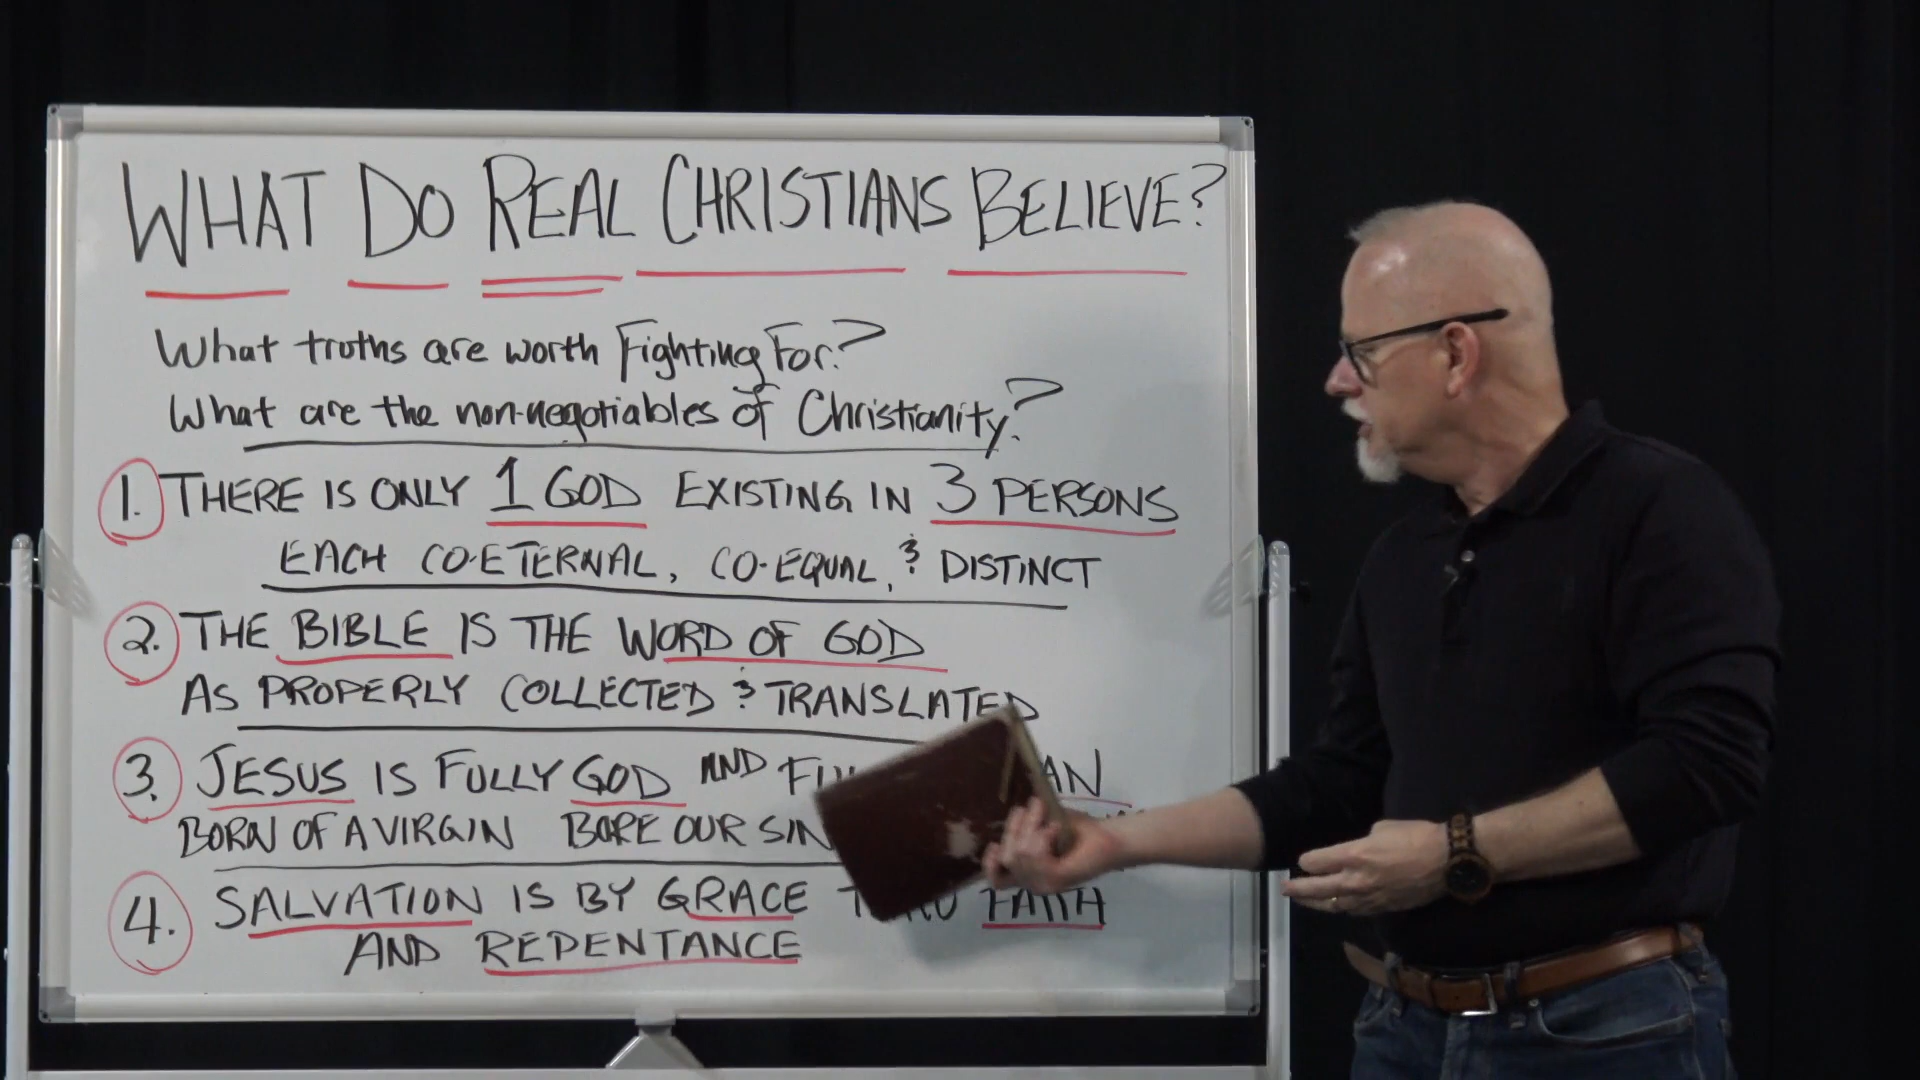 WHAT DO REAL CHRISTIANS BELIEVE?
What truths are worth Fighting For?
What are the non-negotiables of Christianity?
1. THERE IS ONLY 1 GOD EXISTING IN 3 PERSONS
EACH CO-ETERNAL, CO-EQUAL, & DISTINCT
2. THE BIBLE IS THE WORD OF GOD
AS PROPERLY COLLECTED & TRANSLATED
3. JESUS IS FULLY GOD AND
BORN OF A VIRGIN BORE OUR SIN
4. SALVATION IS BY GRACE FAITH
AND REPENTANCE